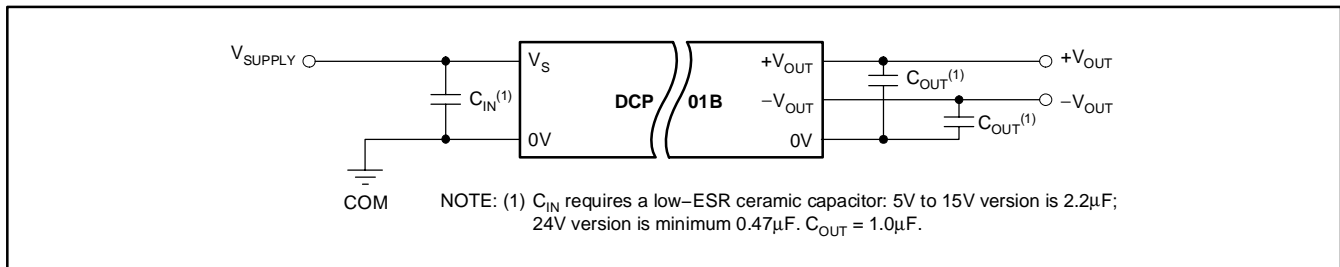 V_SUPPLY
V_S
+V_OUT
+V_OUT
C_OUT(1)
C_IN(1)
DCP
01B
−V_OUT
−V_OUT
C_OUT(1)
0V
0V
COM
NOTE: (1) C_IN requires a low−ESR ceramic capacitor: 5V to 15V version is 2.2μF;
24V version is minimum 0.47μF. C_OUT = 1.0μF.